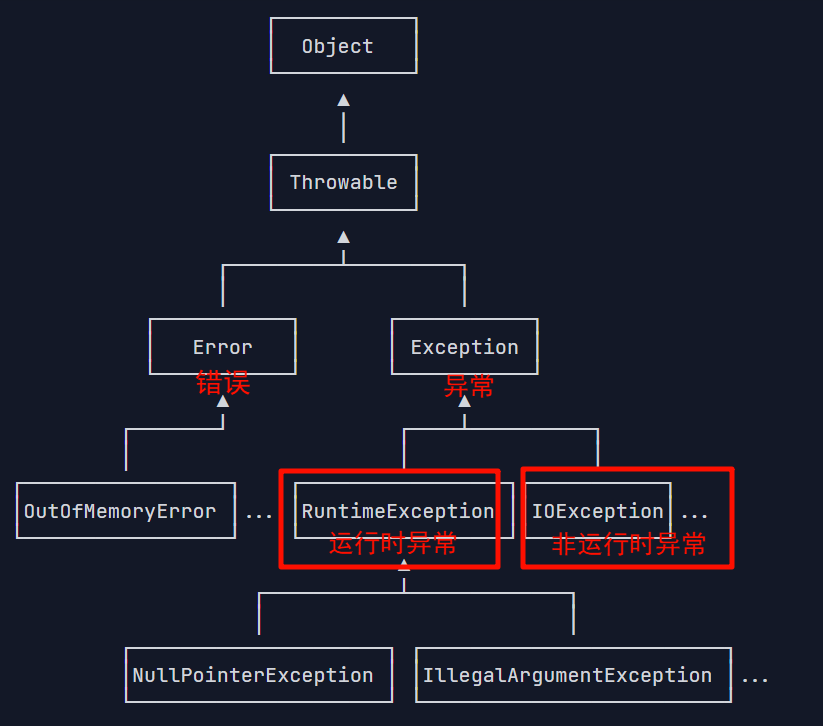 Object
Throwable
Error Exception
错误 异常
OutOfMemoryError ... RuntimeException IOException ...
运行时异常 非运行时异常
NullPointerException IllegalArgumentException ...